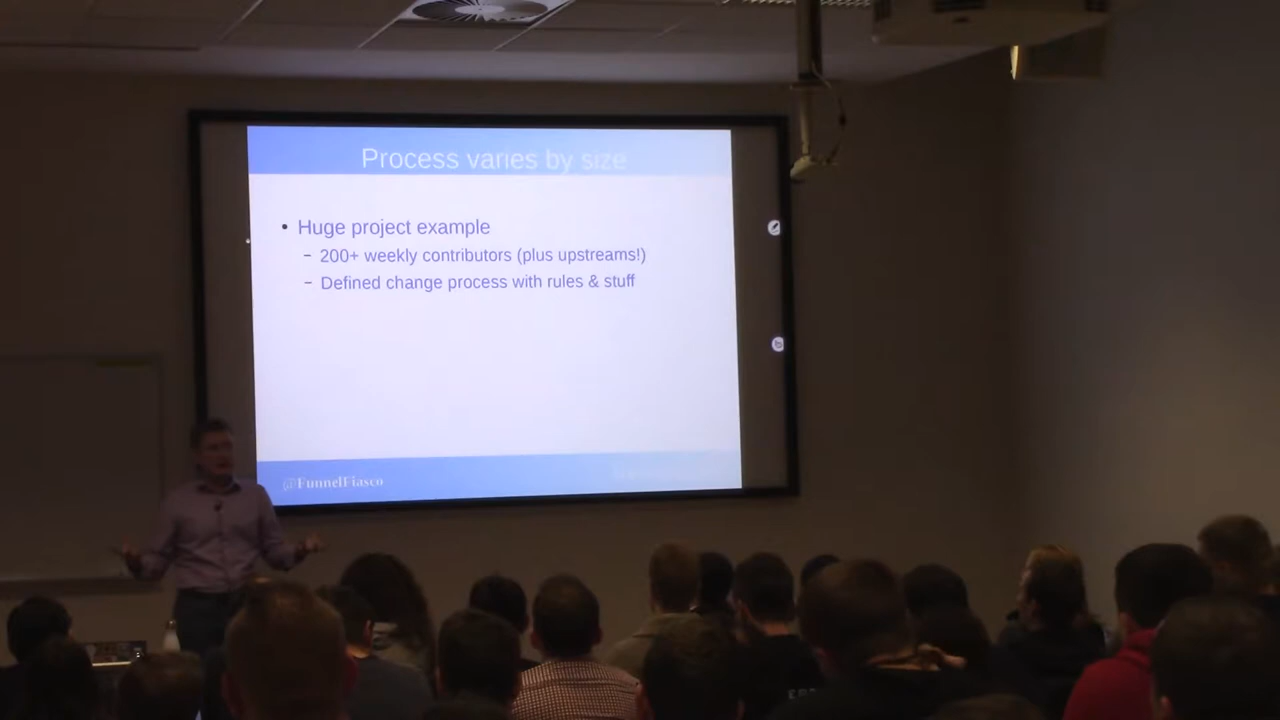 Process varies by size
• Huge project example
– 200+ weekly contributors (plus upstreams!)
– Defined change process with rules & stuff
@FunnelFiasco